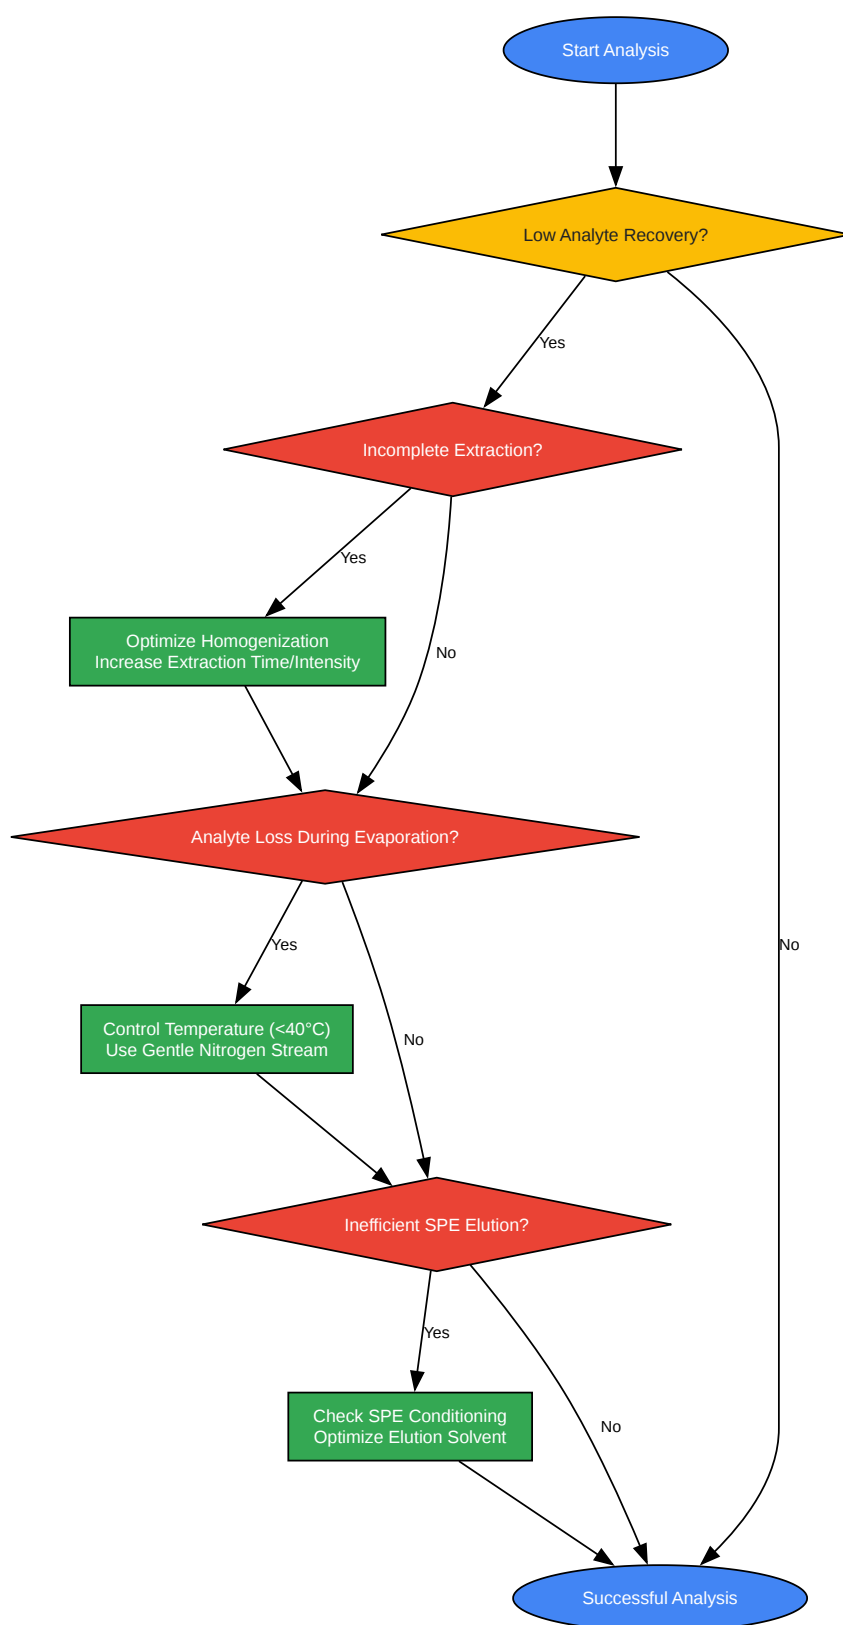 Start Analysis
Low Analyte Recovery?
Yes
Incomplete Extraction?
Yes
Optimize Homogenization
Increase Extraction Time/Intensity
No
Analyte Loss During Evaporation?
Yes
No
Control Temperature (<40°C)
Use Gentle Nitrogen Stream
No
Inefficient SPE Elution?
Yes
Check SPE Conditioning
Optimize Elution Solvent
No
Successful Analysis